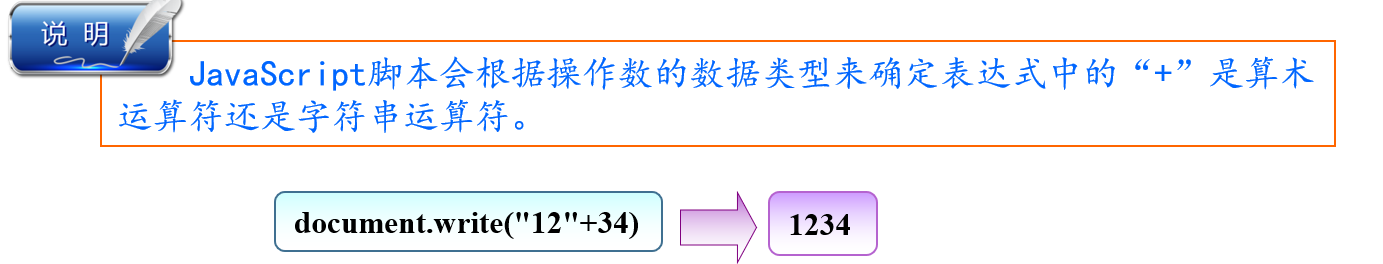 说 明
JavaScript脚本会根据操作数的数据类型来确定表达式中的“+”是算术
运算符还是字符串运算符。
document.write("12"+34)
1234